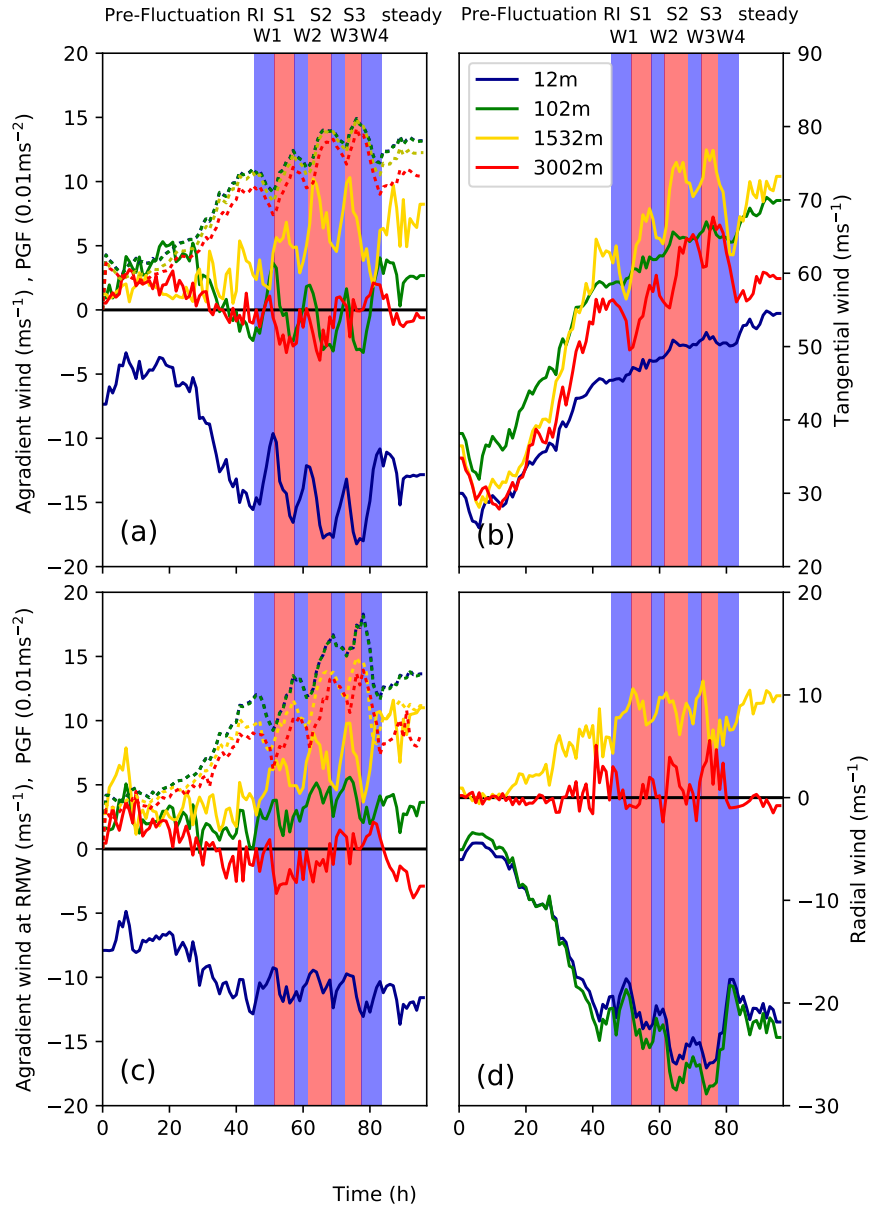 Pre-Fluctuation RI S1 S2 S3 steady
W1 W2 W3 W4
Pre-Fluctuation RI S1 S2 S3 steady
W1 W2 W3 W4
20
15
10
5
0
−5
−10
−15
−20
Agradient wind (ms⁻¹) , PGF (0.01ms⁻²)
(a)
12m
102m
1532m
3002m
(b)
90
80
70
60
50
40
30
20
Tangential wind (ms⁻¹)
20
15
10
5
0
−5
−10
−15
−20
Agradient wind at RMW (ms⁻¹), PGF (0.01ms⁻²)
(c)
0 20 40 60 80
(d)
20
10
0
−10
−20
−30
Radial wind (ms⁻¹)
0 20 40 60 80
Time (h)